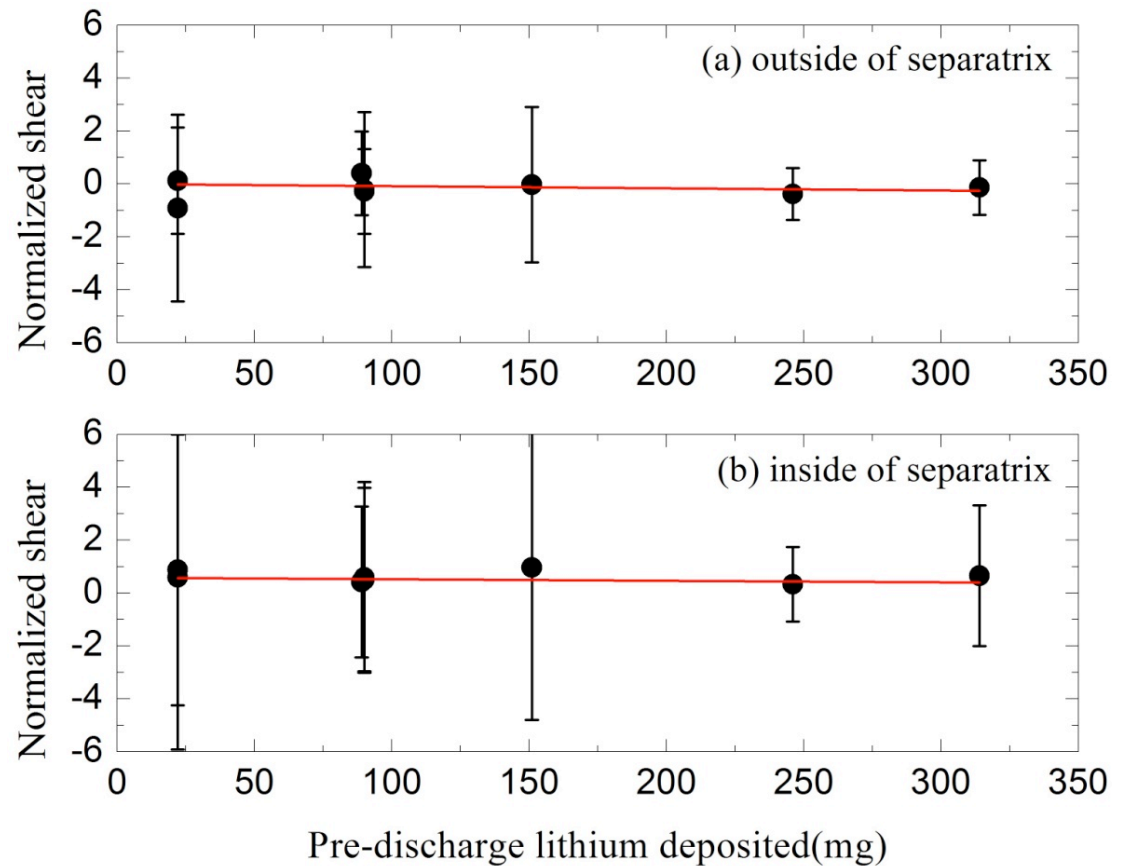 (a) outside of separatrix
Normalized shear
6
4
2
0
-2
-4
-6
0 50 100 150 200 250 300 350
(b) inside of separatrix
Normalized shear
6
4
2
0
-2
-4
-6
0 50 100 150 200 250 300 350
Pre-discharge lithium deposited(mg)